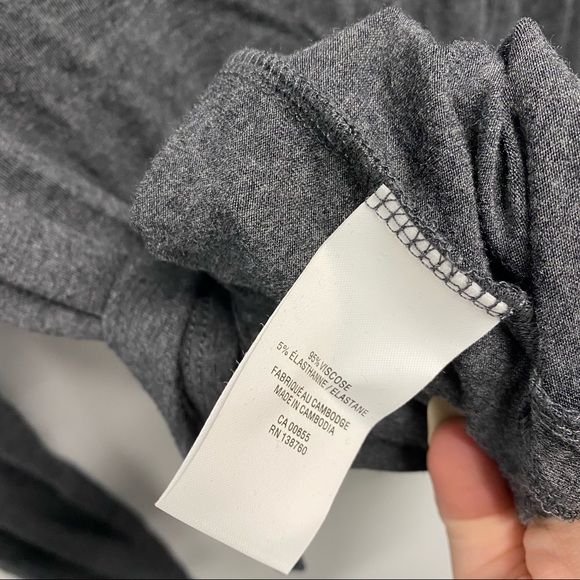 95% VISCOSE
5% ÉLASTHANNE / ELASTANE
FABRIQUÉ AU CAMBODGE
MADE IN CAMBODIA
CA 00655
RN 138760